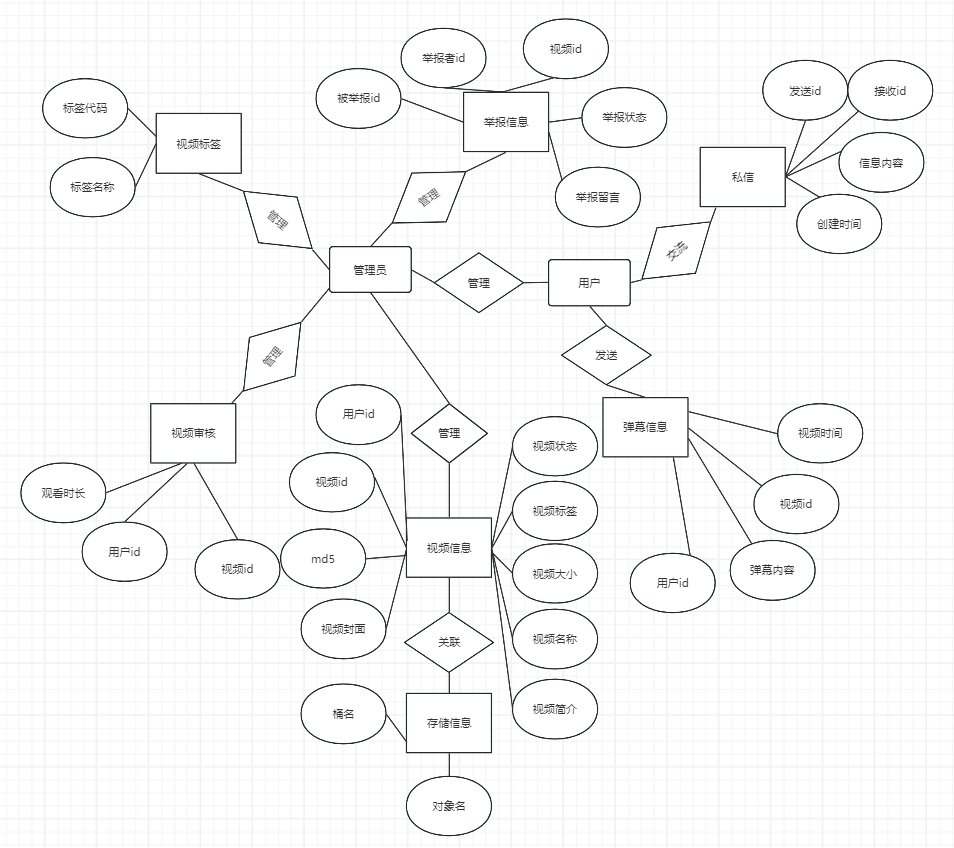 举报者id
视频id
被举报id
举报信息
举报状态
举报留言
标签代码
视频标签
标签名称
发送id
接收id
私信
信息内容
创建时间
管理
管理
交流
管理员
管理
用户
管理
发送
视频审核
观看时长
用户id
视频id
用户id
管理
视频状态
弹幕信息
视频时间
视频id
视频标签
视频id
md5
视频信息
视频大小
用户id
弹幕内容
视频封面
关联
视频名称
桶名
存储信息
视频简介
对象名